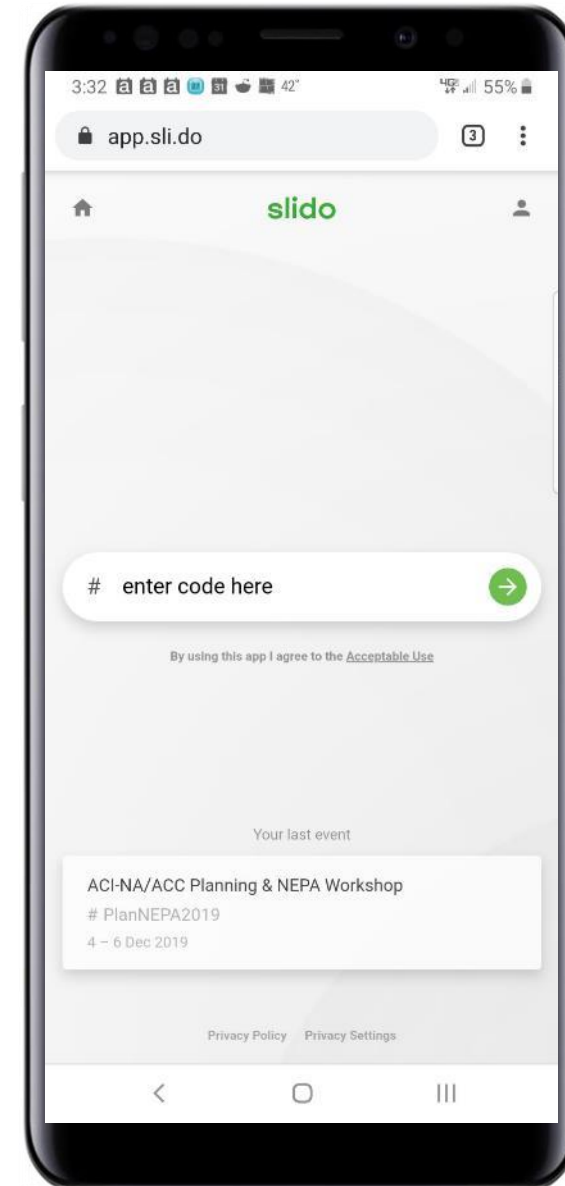 3:32 a a a 31 42° 4G 55%
app.sli.do 3
slido
# enter code here
By using this app I agree to the Acceptable Use
Your last event
ACI-NA/ACC Planning & NEPA Workshop
# PlanNEPA2019
4 – 6 Dec 2019
Privacy Policy Privacy Settings